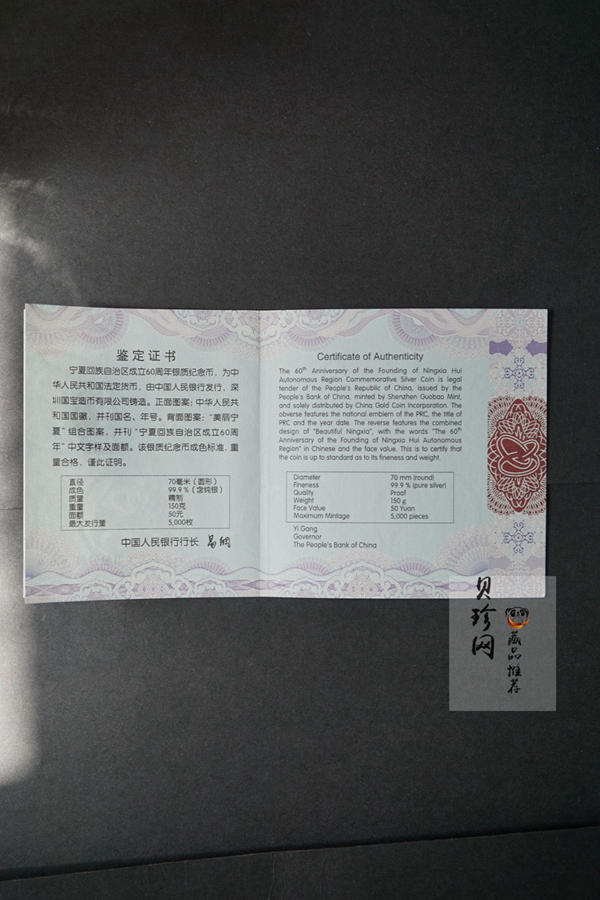 鉴定证书
宁夏回族自治区成立60周年银质纪念币，为中
华人民共和国法定货币，由中国人民银行发行，深
圳国宝造币有限公司铸造。正面图案：中华人民共
和国国徽，并刊国名、年号。背面图案：“美丽宁
夏”组合图案，并刊“宁夏回族自治区成立60周
年”中文字样及面额。该银质纪念币成色标准，重
量合格，谨此证明。
直径 70毫米（圆形）
成色 99.9%（含纯银）
质量 精制
重量 150克
面额 50元
最大发行量 5,000枚
中国人民银行行长 易纲
Certificate of Authenticity
The 60th Anniversary of the Founding of Ningxia Hui
Autonomous Region Commemorative Silver Coin is legal
tender of the People's Republic of China, issued by the
People's Bank of China, minted by Shenzhen Guobao Mint,
and solely distributed by China Gold Coin Incorporation. The
obverse features the national emblem of the PRC, the title of
PRC and the year date. The reverse features the combined
design of "Beautiful Ningxia", with the words "The 60th
Anniversary of the Founding of Ningxia Hui Autonomous
Region" in Chinese and the face value. This is to certify that
the coin is up to standard as to its fineness and weight.
Diameter 70 mm (round)
Fineness 99.9 % (pure silver)
Quality Proof
Weight 150 g
Face Value 50 Yuan
Maximum Mintage 5,000 pieces
Yi Gang
Governor
The People's Bank of China
贝珍网
藏品推荐